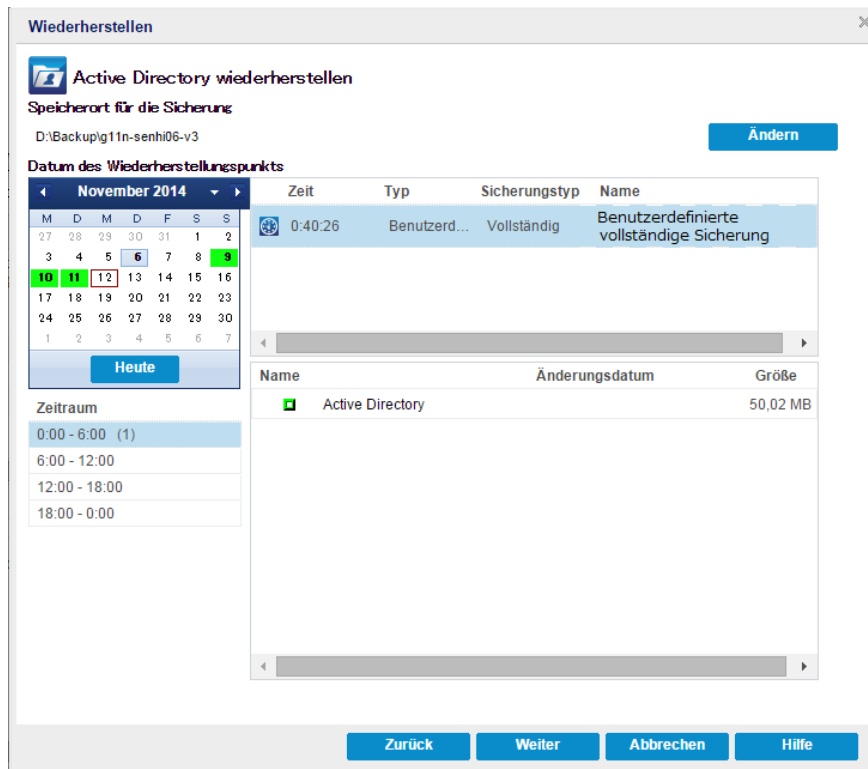 Wiederherstellen
Active Directory wiederherstellen
Speicherort für die Sicherung
D:\Backup\g11n-senhi06-v3
Ändern
Datum des Wiederherstellungspunkts
November 2014
M D M D F S S
27 28 29 30 31 1 2
3 4 5 6 7 8 9
10 11 12 13 14 15 16
17 18 19 20 21 22 23
24 25 26 27 28 29 30
1 2 3 4 5 6 7
Heute
Zeitraum
0:00 - 6:00 (1)
6:00 - 12:00
12:00 - 18:00
18:00 - 0:00
Zeit Typ Sicherungstyp Name
0:40:26 Benutzerd... Vollständig Benutzerdefinierte
vollständige Sicherung
Name Änderungsdatum Größe
Active Directory 50,02 MB
Zurück Weiter Abbrechen Hilfe